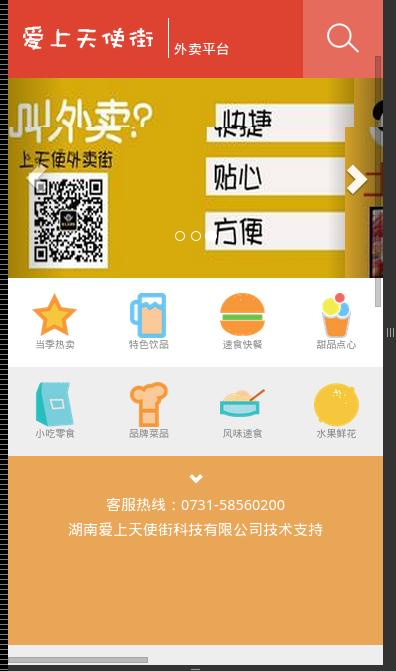 爱上天使街
外卖平台
叫外卖?
上天使外卖街
快捷
贴心
方便
当季热卖 特色饮品 速食快餐 甜品点心
小吃零食 品牌菜品 风味速食 水果鲜花
客服热线：0731-58560200
湖南爱上天使街科技有限公司技术支持